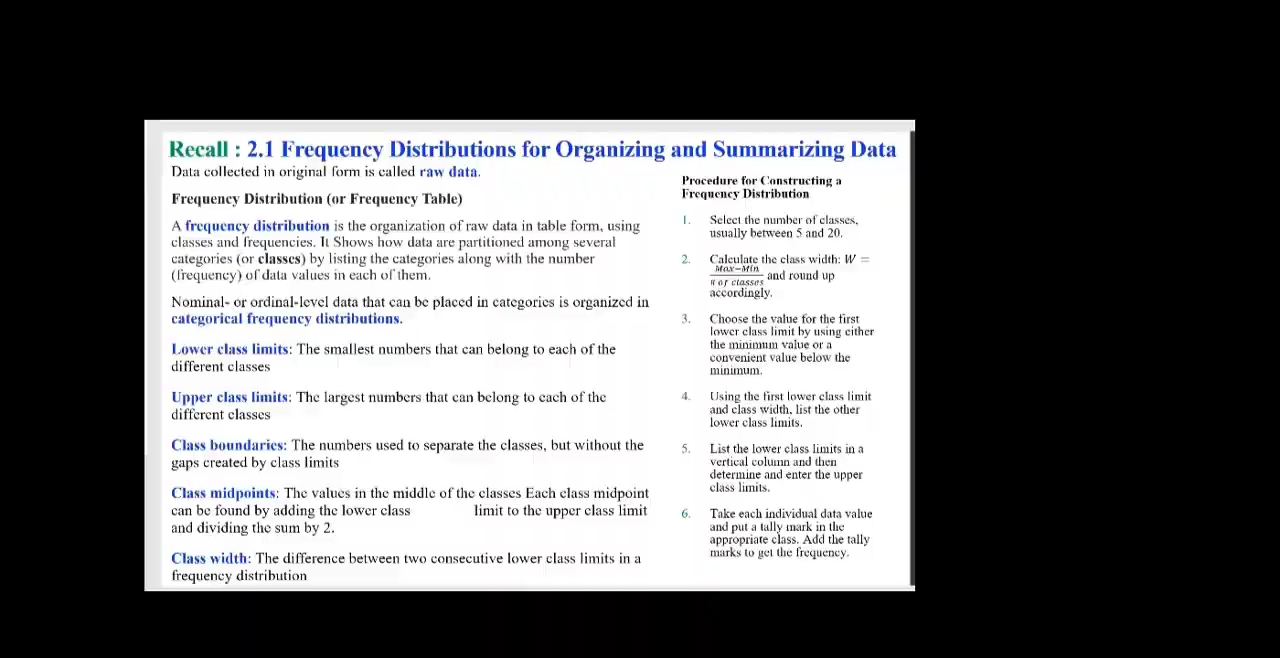 Recall : 2.1 Frequency Distributions for Organizing and Summarizing Data
Data collected in original form is called raw data.
Frequency Distribution (or Frequency Table)
A frequency distribution is the organization of raw data in table form, using
classes and frequencies. It Shows how data are partitioned among several
categories (or classes) by listing the categories along with the number
(frequency) of data values in each of them.
Nominal- or ordinal-level data that can be placed in categories is organized in
categorical frequency distributions.
Lower class limits: The smallest numbers that can belong to each of the
different classes
Upper class limits: The largest numbers that can belong to each of the
different classes
Class boundaries: The numbers used to separate the classes, but without the
gaps created by class limits
Class midpoints: The values in the middle of the classes Each class midpoint
can be found by adding the lower class limit to the upper class limit
and dividing the sum by 2.
Class width: The difference between two consecutive lower class limits in a
frequency distribution
Procedure for Constructing a
Frequency Distribution
1. Select the number of classes,
usually between 5 and 20.
2. Calculate the class width: W =
Max−Min
# of classes and round up
accordingly.
3. Choose the value for the first
lower class limit by using either
the minimum value or a
convenient value below the
minimum.
4. Using the first lower class limit
and class width, list the other
lower class limits.
5. List the lower class limits in a
vertical column and then
determine and enter the upper
class limits.
6. Take each individual data value
and put a tally mark in the
appropriate class. Add the tally
marks to get the frequency.